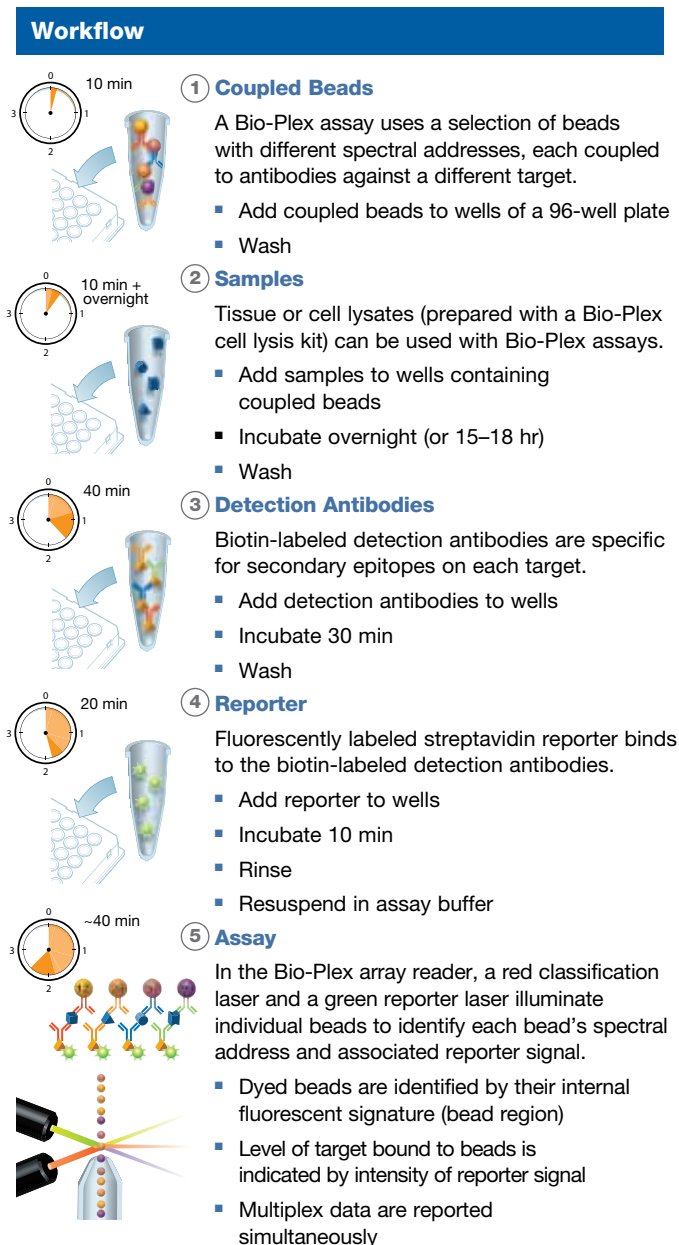 Workflow
0
1
2
3
10 min
1 Coupled Beads
A Bio-Plex assay uses a selection of beads
with different spectral addresses, each coupled
to antibodies against a different target.
■ Add coupled beads to wells of a 96-well plate
■ Wash
0
1
2
3
10 min +
overnight
2 Samples
Tissue or cell lysates (prepared with a Bio-Plex
cell lysis kit) can be used with Bio-Plex assays.
■ Add samples to wells containing
coupled beads
■ Incubate overnight (or 15–18 hr)
■ Wash
0
1
2
3
40 min
3 Detection Antibodies
Biotin-labeled detection antibodies are specific
for secondary epitopes on each target.
■ Add detection antibodies to wells
■ Incubate 30 min
■ Wash
0
1
2
3
20 min
4 Reporter
Fluorescently labeled streptavidin reporter binds
to the biotin-labeled detection antibodies.
■ Add reporter to wells
■ Incubate 10 min
■ Rinse
■ Resuspend in assay buffer
0
1
2
3
~40 min
5 Assay
In the Bio-Plex array reader, a red classification
laser and a green reporter laser illuminate
individual beads to identify each bead’s spectral
address and associated reporter signal.
■ Dyed beads are identified by their internal
fluorescent signature (bead region)
■ Level of target bound to beads is
indicated by intensity of reporter signal
■ Multiplex data are reported
simultaneously